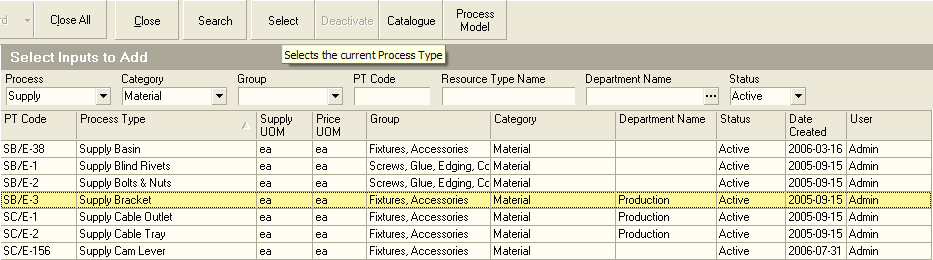 d Close All Close Search Select Deactivate Catalogue Process Model
Selects the current Process Type
Select Inputs to Add
Process Category Group PT Code Resource Type Name Department Name Status
Supply Material ... Active
PT Code Process Type Supply UOM Price UOM Group Category Department Name Status Date Created User
SB/E-38 Supply Basin ea ea Fixtures, Accessories Material Active 2006-03-16 Admin
SB/E-1 Supply Blind Rivets ea ea Screws, Glue, Edging, Cc Material Active 2005-09-15 Admin
SB/E-2 Supply Bolts & Nuts ea ea Screws, Glue, Edging, Cc Material Active 2005-09-15 Admin
SB/E-3 Supply Bracket ea ea Fixtures, Accessories Material Production Active 2005-09-15 Admin
SC/E-1 Supply Cable Outlet ea ea Fixtures, Accessories Material Production Active 2005-09-15 Admin
SC/E-2 Supply Cable Tray ea ea Fixtures, Accessories Material Production Active 2005-09-15 Admin
SC/E-156 Supply Cam Lever ea ea Fixtures, Accessories Material Active 2006-07-31 Admin